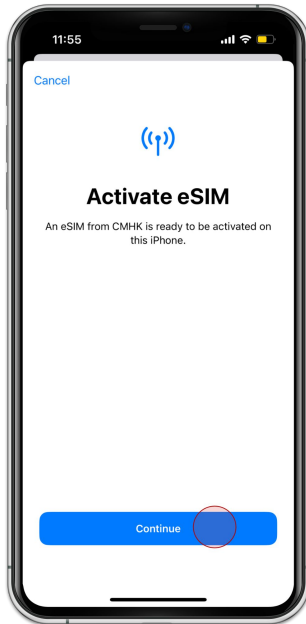 11:55
Cancel
Activate eSIM
An eSIM from CMHK is ready to be activated on
this iPhone.
Continue